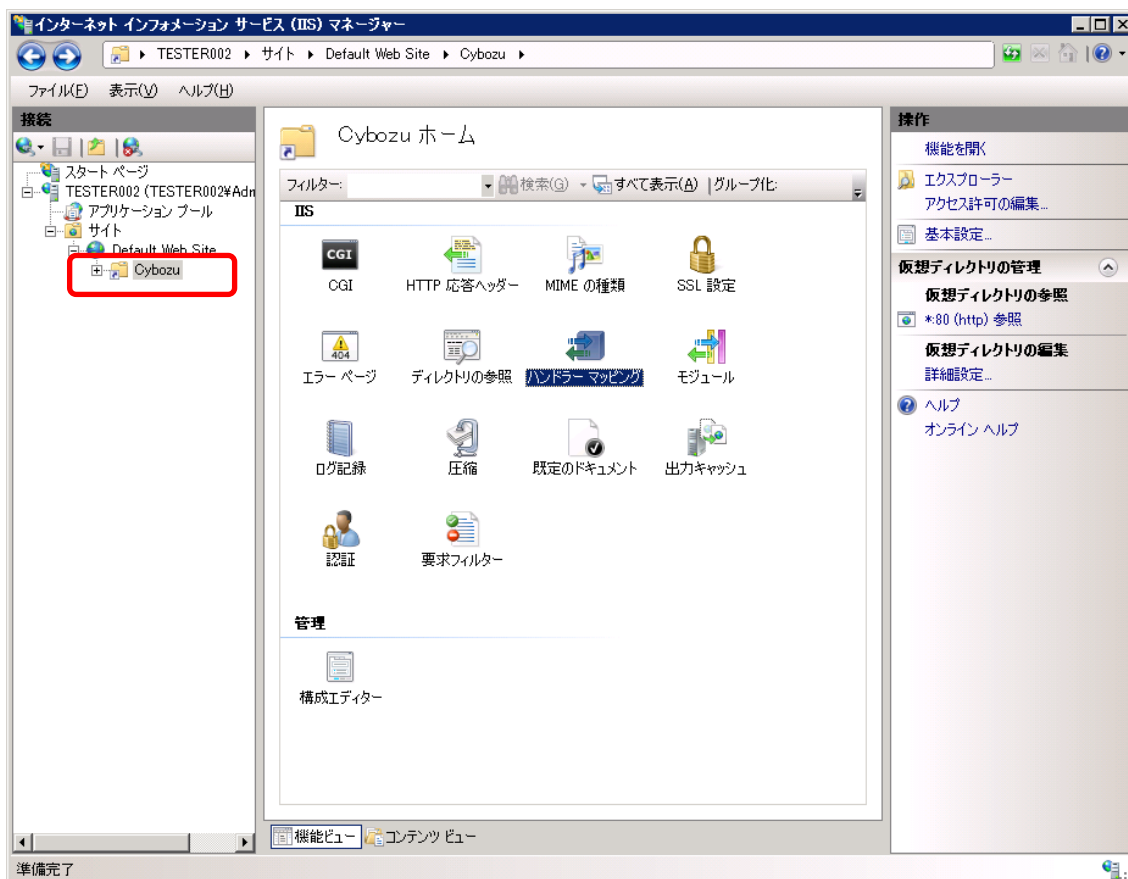 インターネット インフォメーション サービス (IIS) マネージャー
TESTER002 サイト Default Web Site Cybozu
ファイル(F) 表示(V) ヘルプ(H)
接続
スタート ページ
TESTER002 (TESTER002¥Adn
アプリケーション プール
サイト
Default Web Site
Cybozu
Cybozu ホーム
フィルター: 検索(G) すべて表示(A) グループ化:
IIS
CGI
CGI HTTP 応答ヘッダー MIME の種類 SSL 設定
404
エラー ページ ディレクトリの参照 ハンドラー マッピング モジュール
ログ記録 圧縮 既定のドキュメント 出力キャッシュ
認証 要求フィルター
管理
構成エディター
機能ビュー コンテンツ ビュー
操作
機能を開く
エクスプローラー
アクセス許可の編集...
基本設定...
仮想ディレクトリの管理
仮想ディレクトリの参照
*:80 (http) 参照
仮想ディレクトリの編集
詳細設定...
ヘルプ
オンライン ヘルプ
準備完了